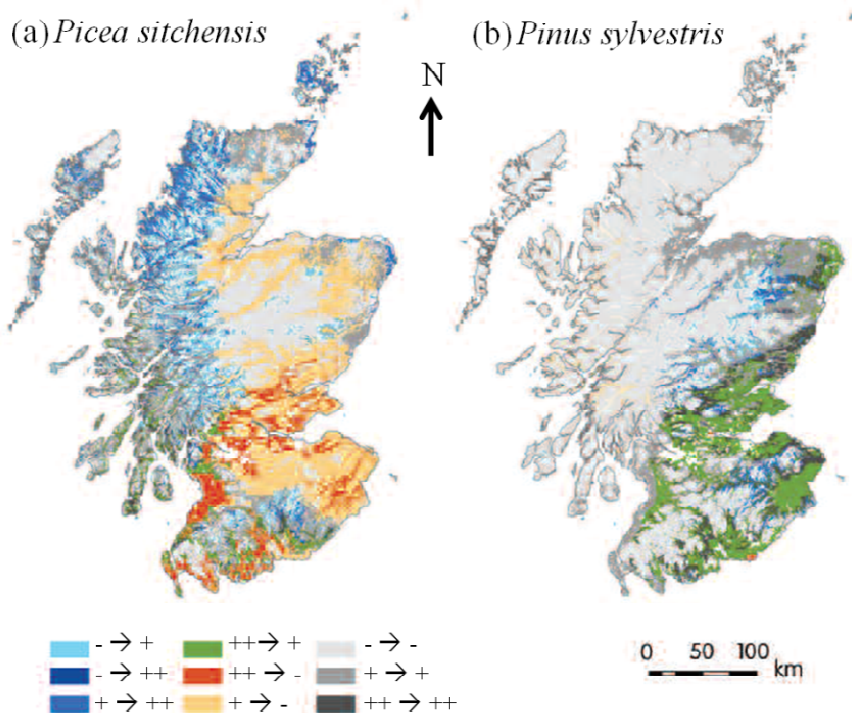 (a) Picea sitchensis
(b) Pinus sylvestris
N
- → +
++ → +
- → -
- → ++
++ → -
+ → +
+ → ++
+ → -
++ → ++
0 50 100
km